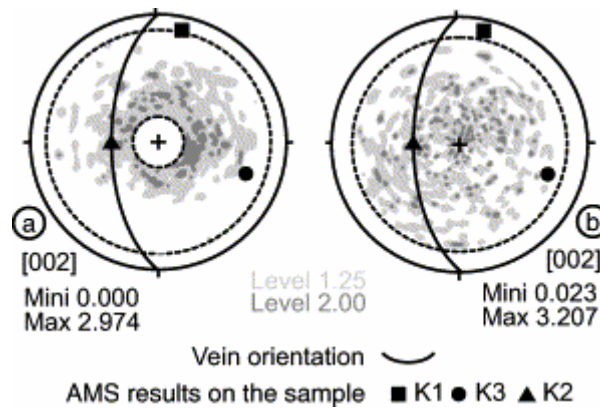 a
b
[002]
Mini 0.000
Max 2.974
Level 1.25
Level 2.00
[002]
Mini 0.023
Max 3.207
Vein orientation
AMS results on the sample ■ K1 ● K3 ▲ K2